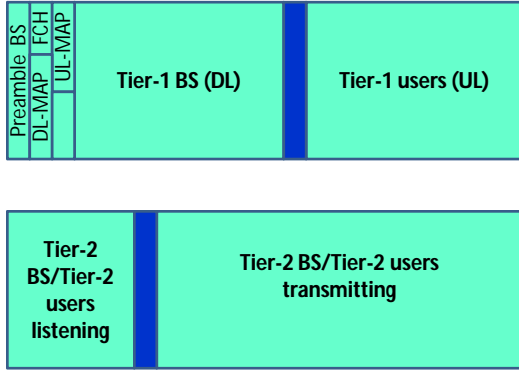 Preamble BS
FCH
DL-MAP
UL-MAP
Tier-1 BS (DL)
Tier-1 users (UL)
Tier-2
BS/Tier-2
users
listening
Tier-2 BS/Tier-2 users
transmitting